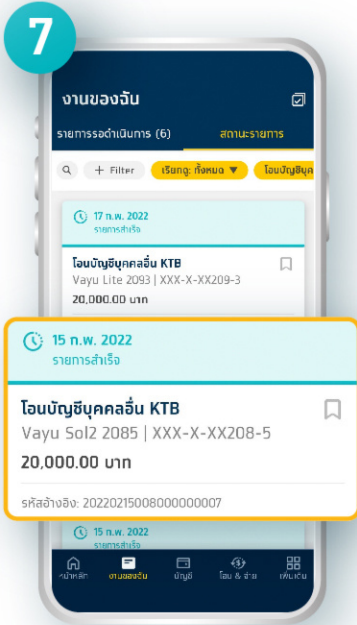 7
งานของฉัน
รายการรอดำเนินการ (6)
สถานะรายการ
+ Filter
เรียกดู: ทั้งหมด ▼
โอนบัญชีบุค
17 ก.พ. 2022
รายการสำเร็จ
โอนบัญชีบุคคลอื่น KTB
Vayu Lite 2093 | XXX-X-XX209-3
20,000.00 บาท
15 ก.พ. 2022
รายการสำเร็จ
โอนบัญชีบุคคลอื่น KTB
Vayu Sol2 2085 | XXX-X-XX208-5
20,000.00 บาท
รหัสอ้างอิง: 20220215008000000007
15 ก.พ. 2022
รายการสำเร็จ
หน้าหลัก
งานของฉัน
บัญชี
โอน & จ่าย
เพิ่มเติม